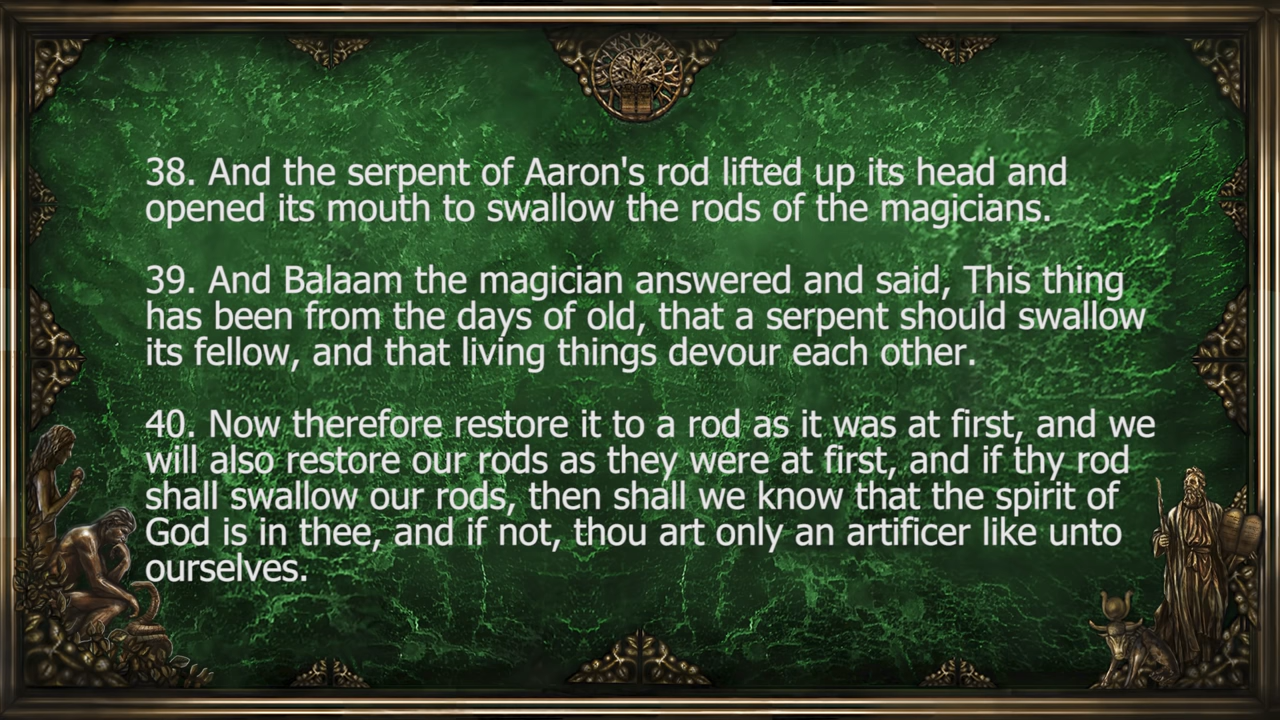 38. And the serpent of Aaron's rod lifted up its head and
opened its mouth to swallow the rods of the magicians.
39. And Balaam the magician answered and said, This thing
has been from the days of old, that a serpent should swallow
its fellow, and that living things devour each other.
40. Now therefore restore it to a rod as it was at first, and we
will also restore our rods as they were at first, and if thy rod
shall swallow our rods, then shall we know that the spirit of
God is in thee, and if not, thou art only an artificer like unto
ourselves.